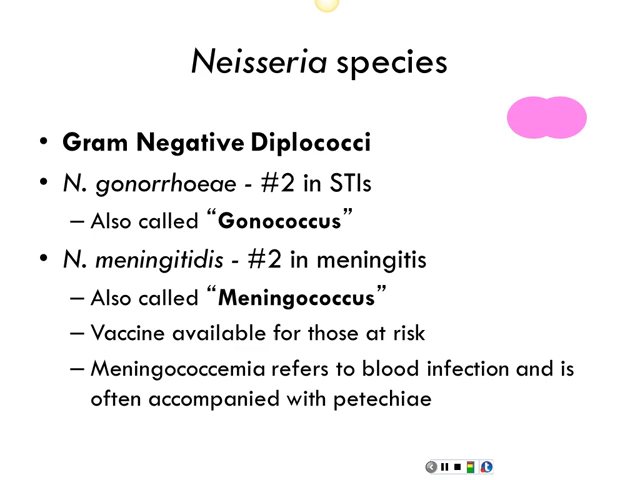 Neisseria species
• Gram Negative Diplococci
• N. gonorrhoeae - #2 in STIs
– Also called “Gonococcus”
• N. meningitidis - #2 in meningitis
– Also called “Meningococcus”
– Vaccine available for those at risk
– Meningococcemia refers to blood infection and is
often accompanied with petechiae